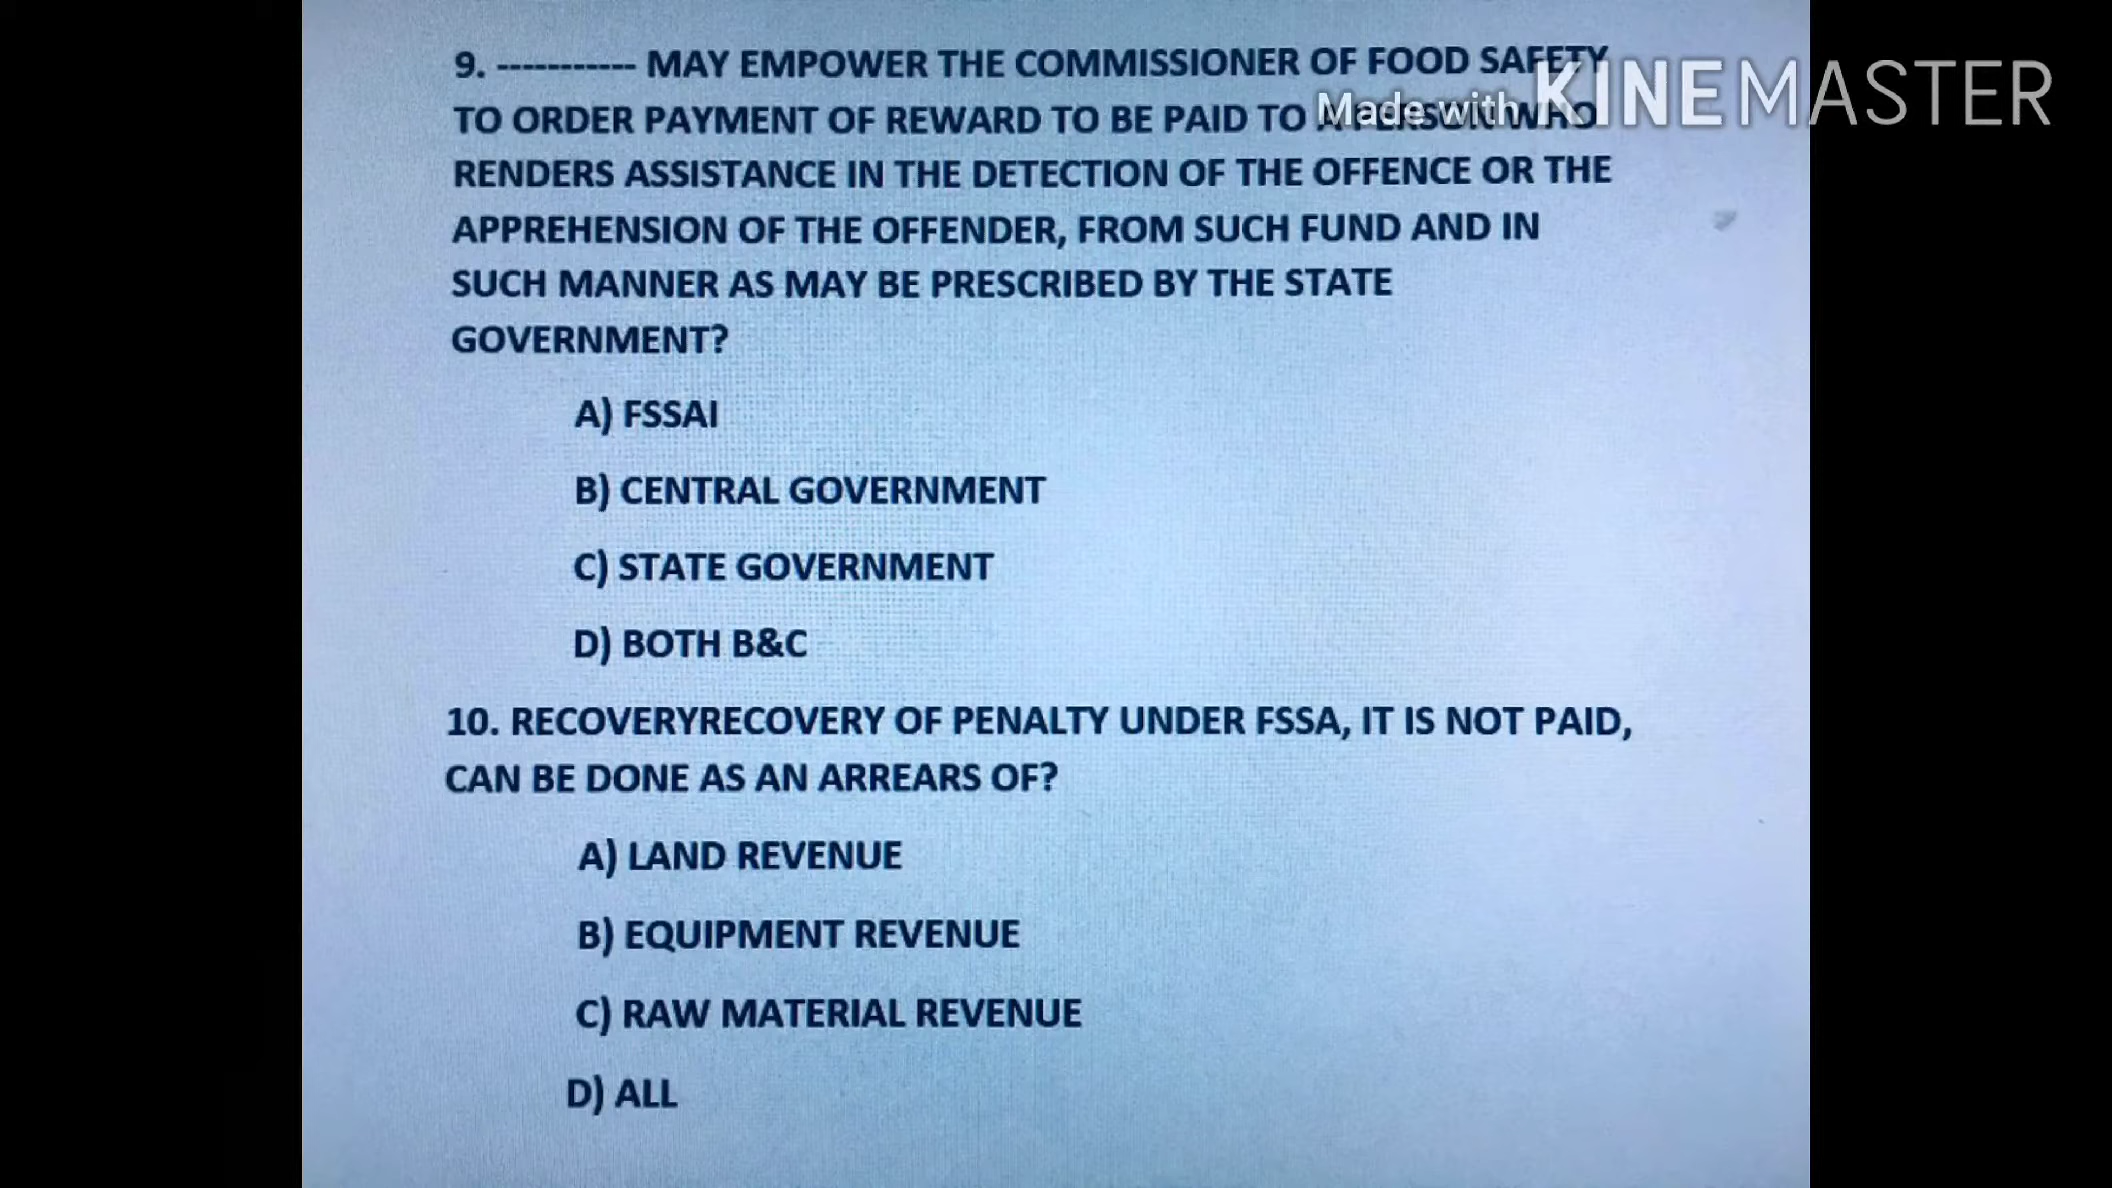 9. ----------- MAY EMPOWER THE COMMISSIONER OF FOOD SAFETY
TO ORDER PAYMENT OF REWARD TO BE PAID TO A PERSON WHO
RENDERS ASSISTANCE IN THE DETECTION OF THE OFFENCE OR THE
APPREHENSION OF THE OFFENDER, FROM SUCH FUND AND IN
SUCH MANNER AS MAY BE PRESCRIBED BY THE STATE
GOVERNMENT?
A) FSSAI
B) CENTRAL GOVERNMENT
C) STATE GOVERNMENT
D) BOTH B&C
10. RECOVERYRECOVERY OF PENALTY UNDER FSSA, IT IS NOT PAID,
CAN BE DONE AS AN ARREARS OF?
A) LAND REVENUE
B) EQUIPMENT REVENUE
C) RAW MATERIAL REVENUE
D) ALL
Made with KINEMASTER